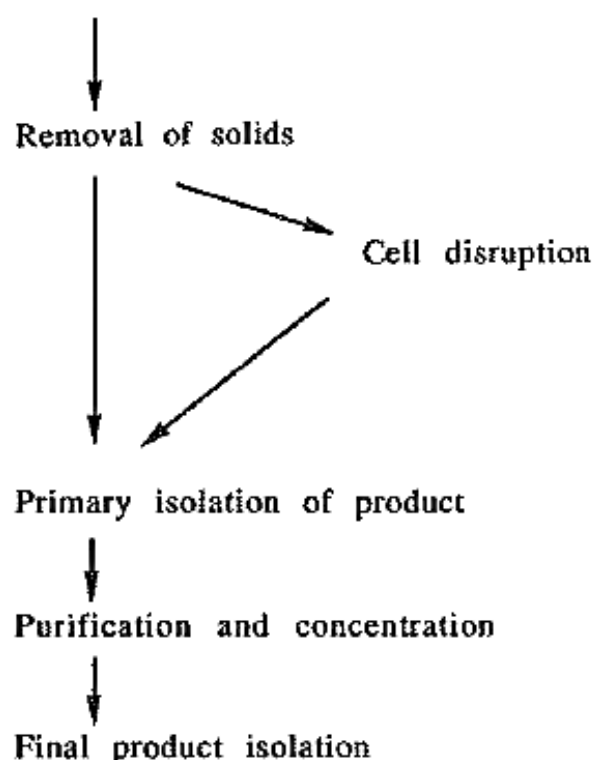 Removal of solids
Cell disruption
Primary isolation of product
Purification and concentration
Final product isolation